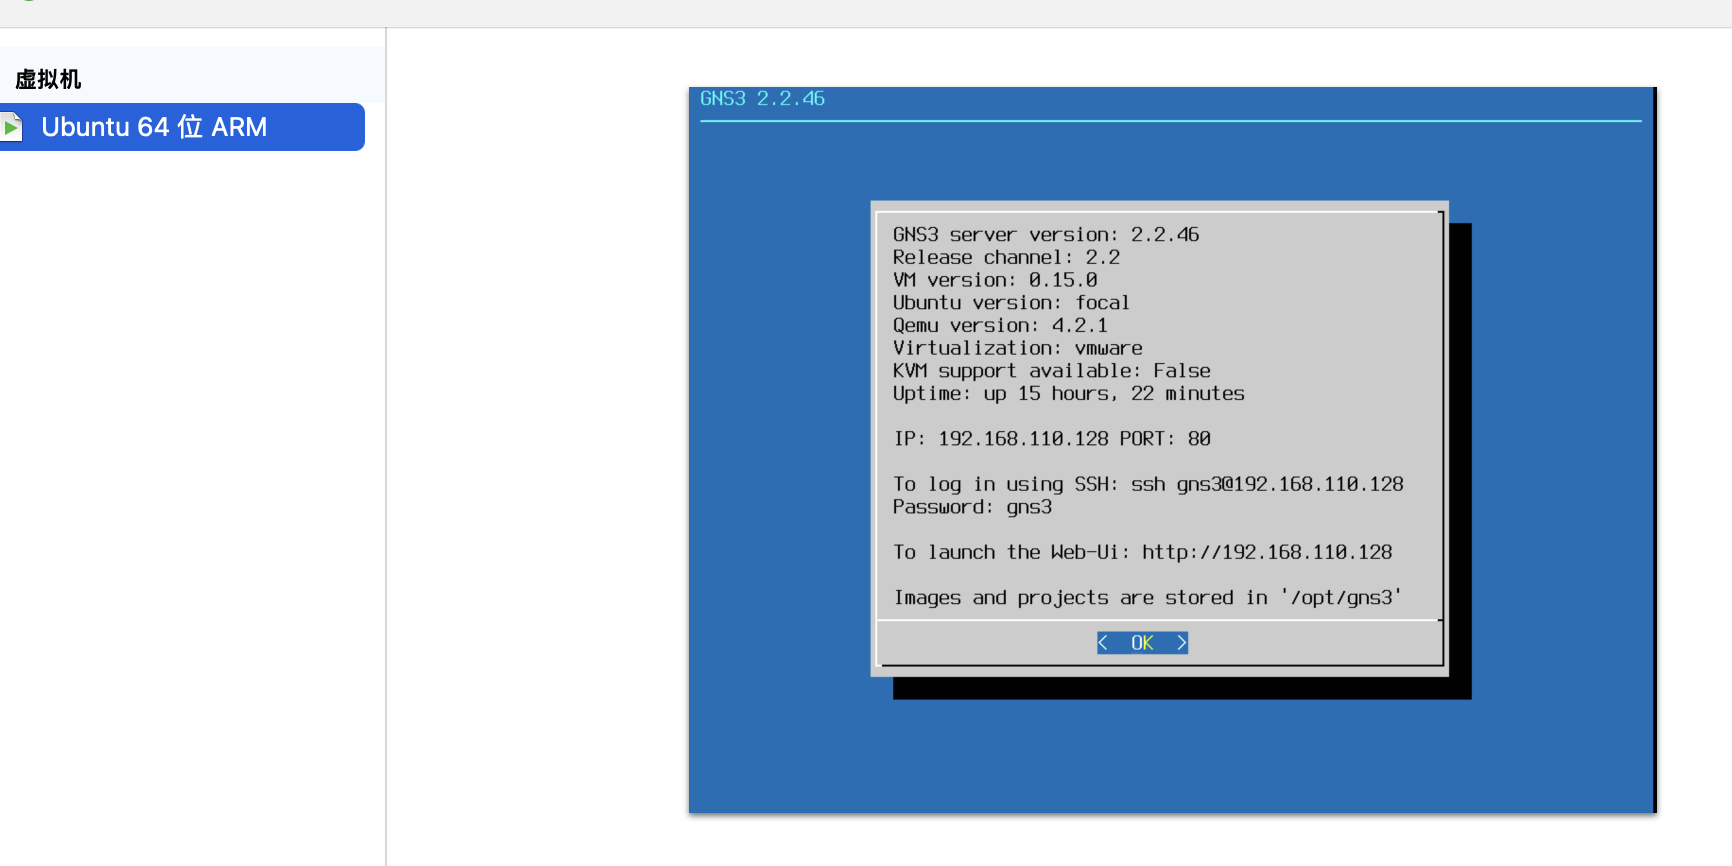 虚拟机
Ubuntu 64 位 ARM
GNS3 2.2.46
GNS3 server version: 2.2.46
Release channel: 2.2
VM version: 0.15.0
Ubuntu version: focal
Qemu version: 4.2.1
Virtualization: vmware
KVM support available: False
Uptime: up 15 hours, 22 minutes
IP: 192.168.110.128 PORT: 80
To log in using SSH: ssh gns3@192.168.110.128
Password: gns3
To launch the Web-Ui: http://192.168.110.128
Images and projects are stored in '/opt/gns3'
< OK >